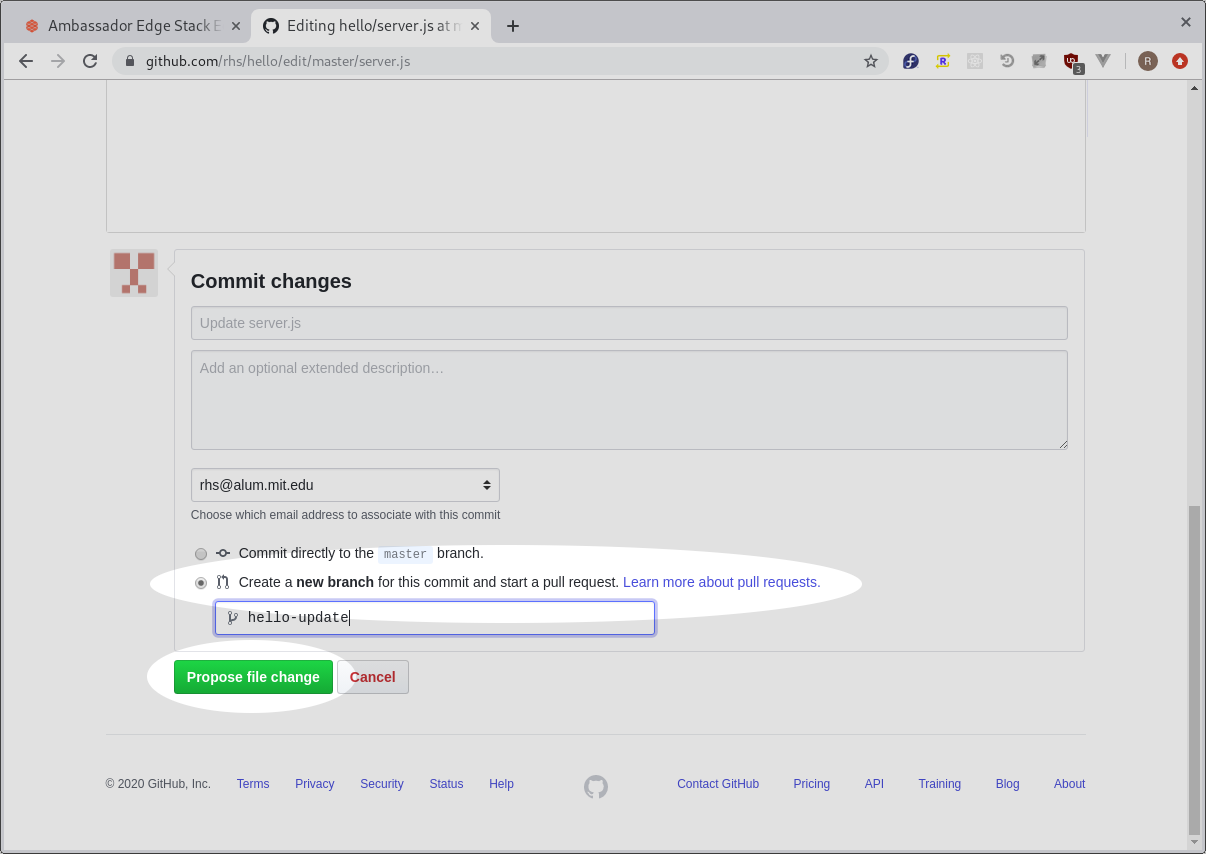 Ambassador Edge Stack E
Editing hello/server.js at m
github.com/rhs/hello/edit/master/server.js
R
3
R
Commit changes
Update server.js
Add an optional extended description…
rhs@alum.mit.edu
Choose which email address to associate with this commit
Commit directly to the master branch.
Create a new branch for this commit and start a pull request. Learn more about pull requests.
hello-update
Propose file change
Cancel
© 2020 GitHub, Inc. Terms Privacy Security Status Help Contact GitHub Pricing API Training Blog About